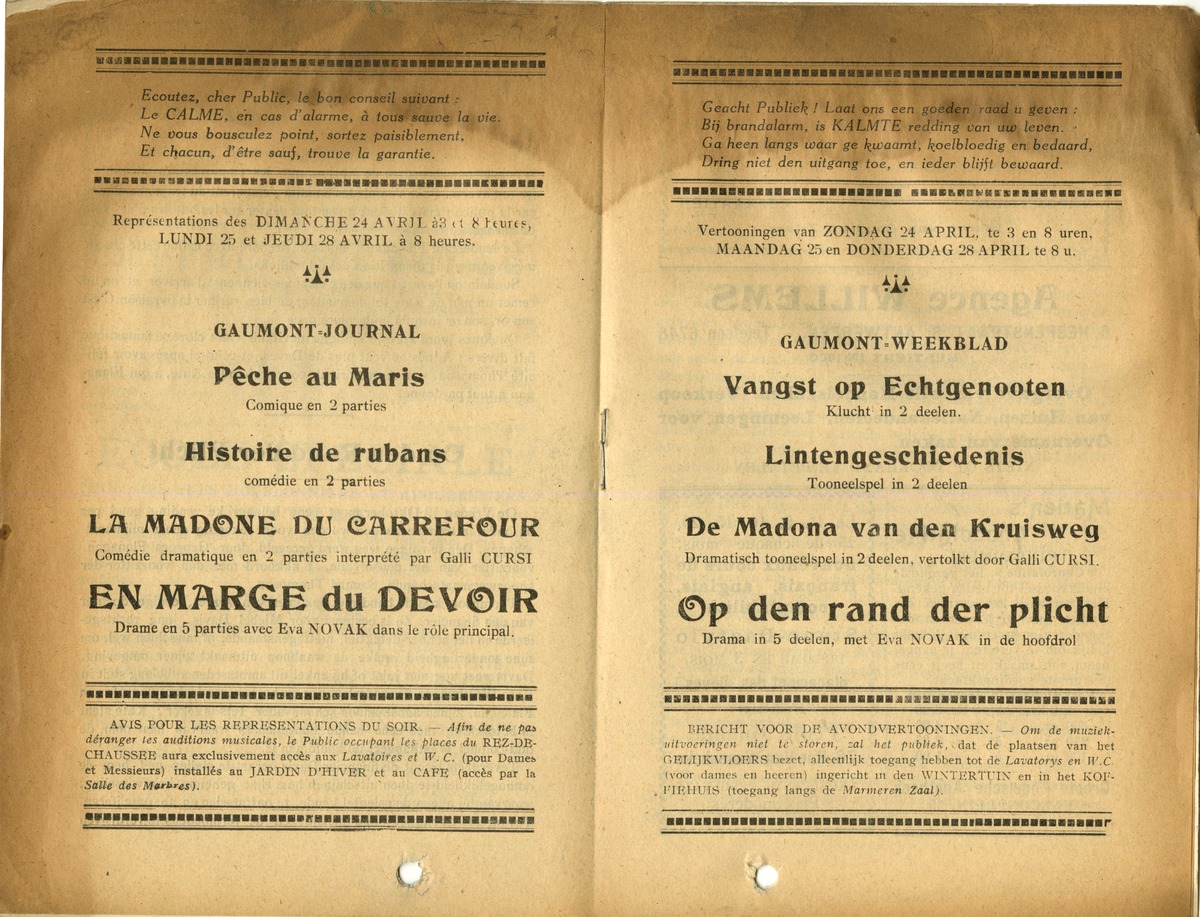 Ecoutez, cher Public, le bon conseil suivant :
Le CALME, en cas d'alarme, à tous sauve la vie.
Ne vous bousculez point, sortez paisiblement,
Et chacun, d'être sauf, trouve la garantie.
Représentations des DIMANCHE 24 AVRIL à 3 et 8 heures,
LUNDI 25 et JEUDI 28 AVRIL à 8 heures.
GAUMONT-JOURNAL
Pêche au Maris
Comique en 2 parties
Histoire de rubans
comédie en 2 parties
LA MADONE DU CARREFOUR
Comédie dramatique en 2 parties interprété par Galli CURSI
EN MARGE du DEVOIR
Drame en 5 parties avec Eva NOVAK dans le rôle principal.
AVIS POUR LES REPRESENTATIONS DU SOIR. — Afin de ne pas
déranger les auditions musicales, le Public occupant les places du REZ-DE-
CHAUSSEE aura exclusivement accès aux Lavatoires et W. C. (pour Dames
et Messieurs) installés au JARDIN D'HIVER et au CAFE (accès par la
Salle des Marbres).
Geacht Publiek ! Laat ons een goeden raad u geven :
Bij brandalarm, is KALMTE redding van uw leven.
Ga heen langs waar ge kwaamt, koelbloedig en bedaard,
Dring niet den uitgang toe, en ieder blijft bewaard.
Vertooningen van ZONDAG 24 APRIL, te 3 en 8 uren,
MAANDAG 25 en DONDERDAG 28 APRIL te 8 u.
GAUMONT-WEEKBLAD
Vangst op Echtgenooten
Klucht in 2 deelen.
Lintengeschiedenis
Tooneelspel in 2 deelen
De Madona van den Kruisweg
Dramatisch tooneelspel in 2 deelen, vertolkt door Galli CURSI.
Op den rand der plicht
Drama in 5 deelen, met Eva NOVAK in de hoofdrol
BERICHT VOOR DE AVONDVERTOONINGEN. — Om de muziek-
uitvoeringen niet te storen, zal het publiek, dat de plaatsen van het
GELIJKVLOERS bezet, alleenlijk toegang hebben tot de Lavatorys en W.C.
(voor dames en heeren) ingericht in den WINTERTUIN en in het KOF-
FIEHUIS (toegang langs de Marmeren Zaal).